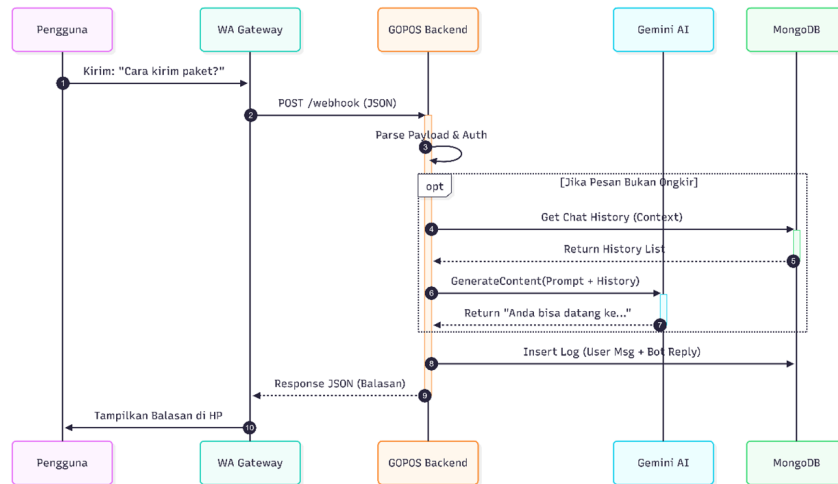 Pengguna
WA Gateway
GOPOS Backend
Gemini AI
MongoDB
Kirim: "Cara kirim paket?"
1
POST /webhook (JSON)
2
Parse Payload & Auth
3
opt
[Jika Pesan Bukan Ongkir]
Get Chat History (Context)
4
Return History List
5
GenerateContent(Prompt + History)
6
Return "Anda bisa datang ke..."
7
Insert Log (User Msg + Bot Reply)
8
Response JSON (Balasan)
9
Tampilkan Balasan di HP
10
Pengguna
WA Gateway
GOPOS Backend
Gemini AI
MongoDB